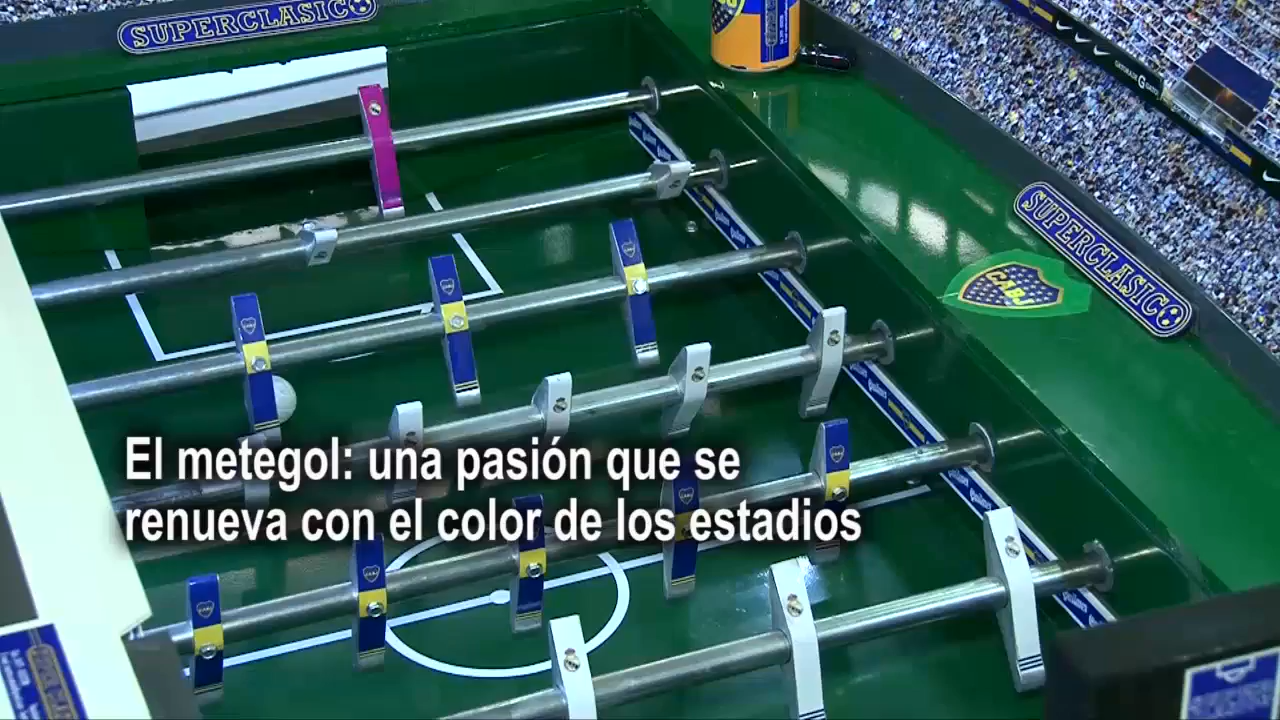 SUPERCLASICO
SUPERCLASICO
CABJ
El metegol: una pasión que se
renueva con el color de los estadios